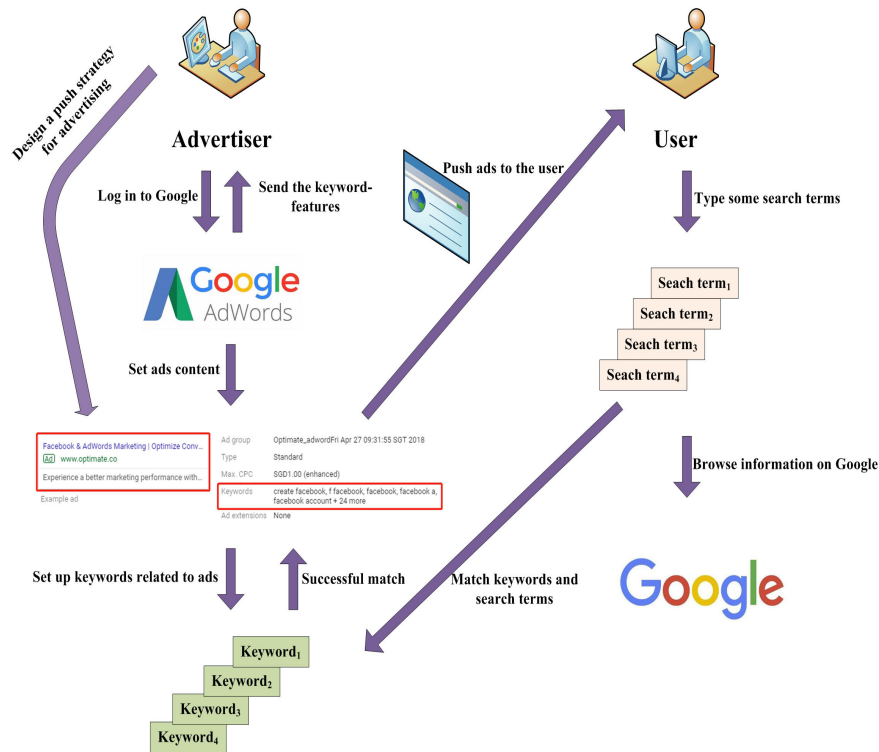 Design a push strategy
for advertising
Advertiser
User
Log in to Google
Send the keyword-
features
Push ads to the user
Type some search terms
Google
AdWords
Seach term1
Seach term2
Seach term3
Seach term4
Set ads content
Facebook & AdWords Marketing | Optimize Conv...
Ad www.optimate.co
Experience a better marketing performance with...
Example ad
Ad group Optimate_adwordFri Apr 27 09:31:55 SGT 2018
Type Standard
Max. CPC SGD1.00 (enhanced)
Keywords create facebook, f facebook, facebook, facebook a,
facebook account + 24 more
Ad extensions None
Browse information on Google
Set up keywords related to ads
Successful match
Match keywords and
search terms
Google
Keyword1
Keyword2
Keyword3
Keyword4